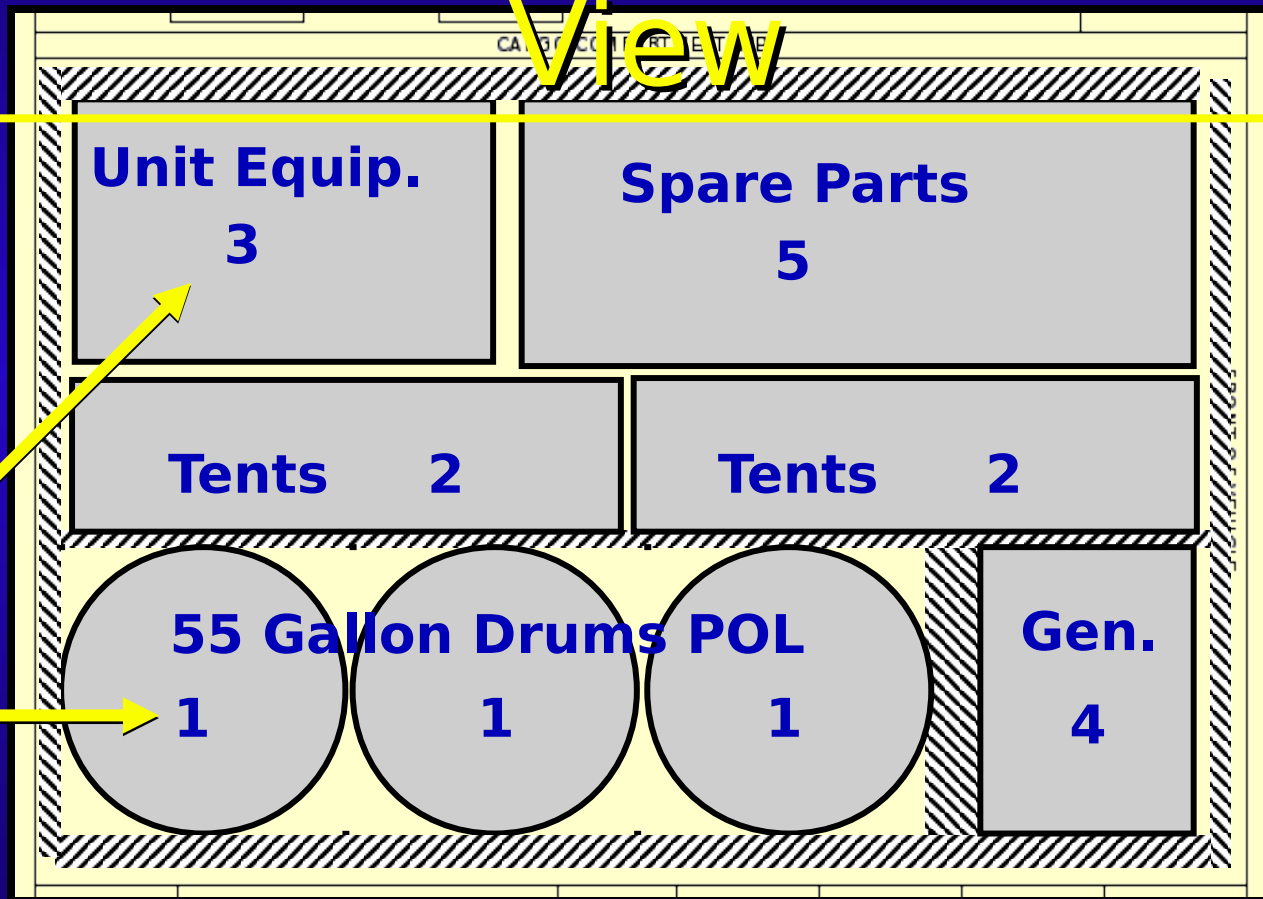 View
Unit Equip.
3
Spare Parts
5
Tents 2
Tents 2
55 Gallon Drums POL
1 1 1
Gen.
4